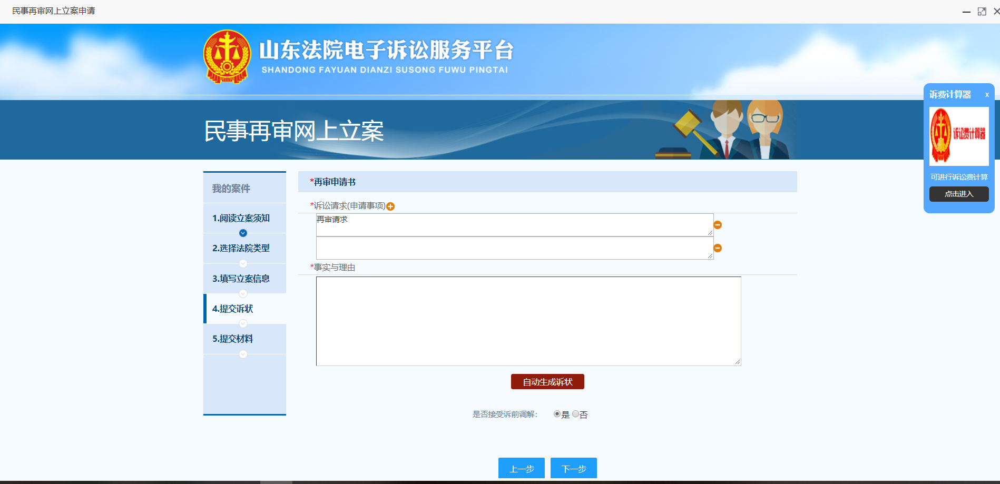 民事再审网上立案申请
山东法院电子诉讼服务平台
SHANDONG FAYUAN DIANZI SUSONG FUWU PINGTAI
民事再审网上立案
诉费计算器 x
诉讼费计算器
可进行诉讼费计算
点击进入
我的案件
1.阅读立案须知
2.选择法院类型
3.填写立案信息
4.提交诉状
5.提交材料
*再审申请书
*诉讼请求(申请事项)
再审请求
*事实与理由
自动生成诉状
是否接受诉前调解： 是 否
上一步 下一步